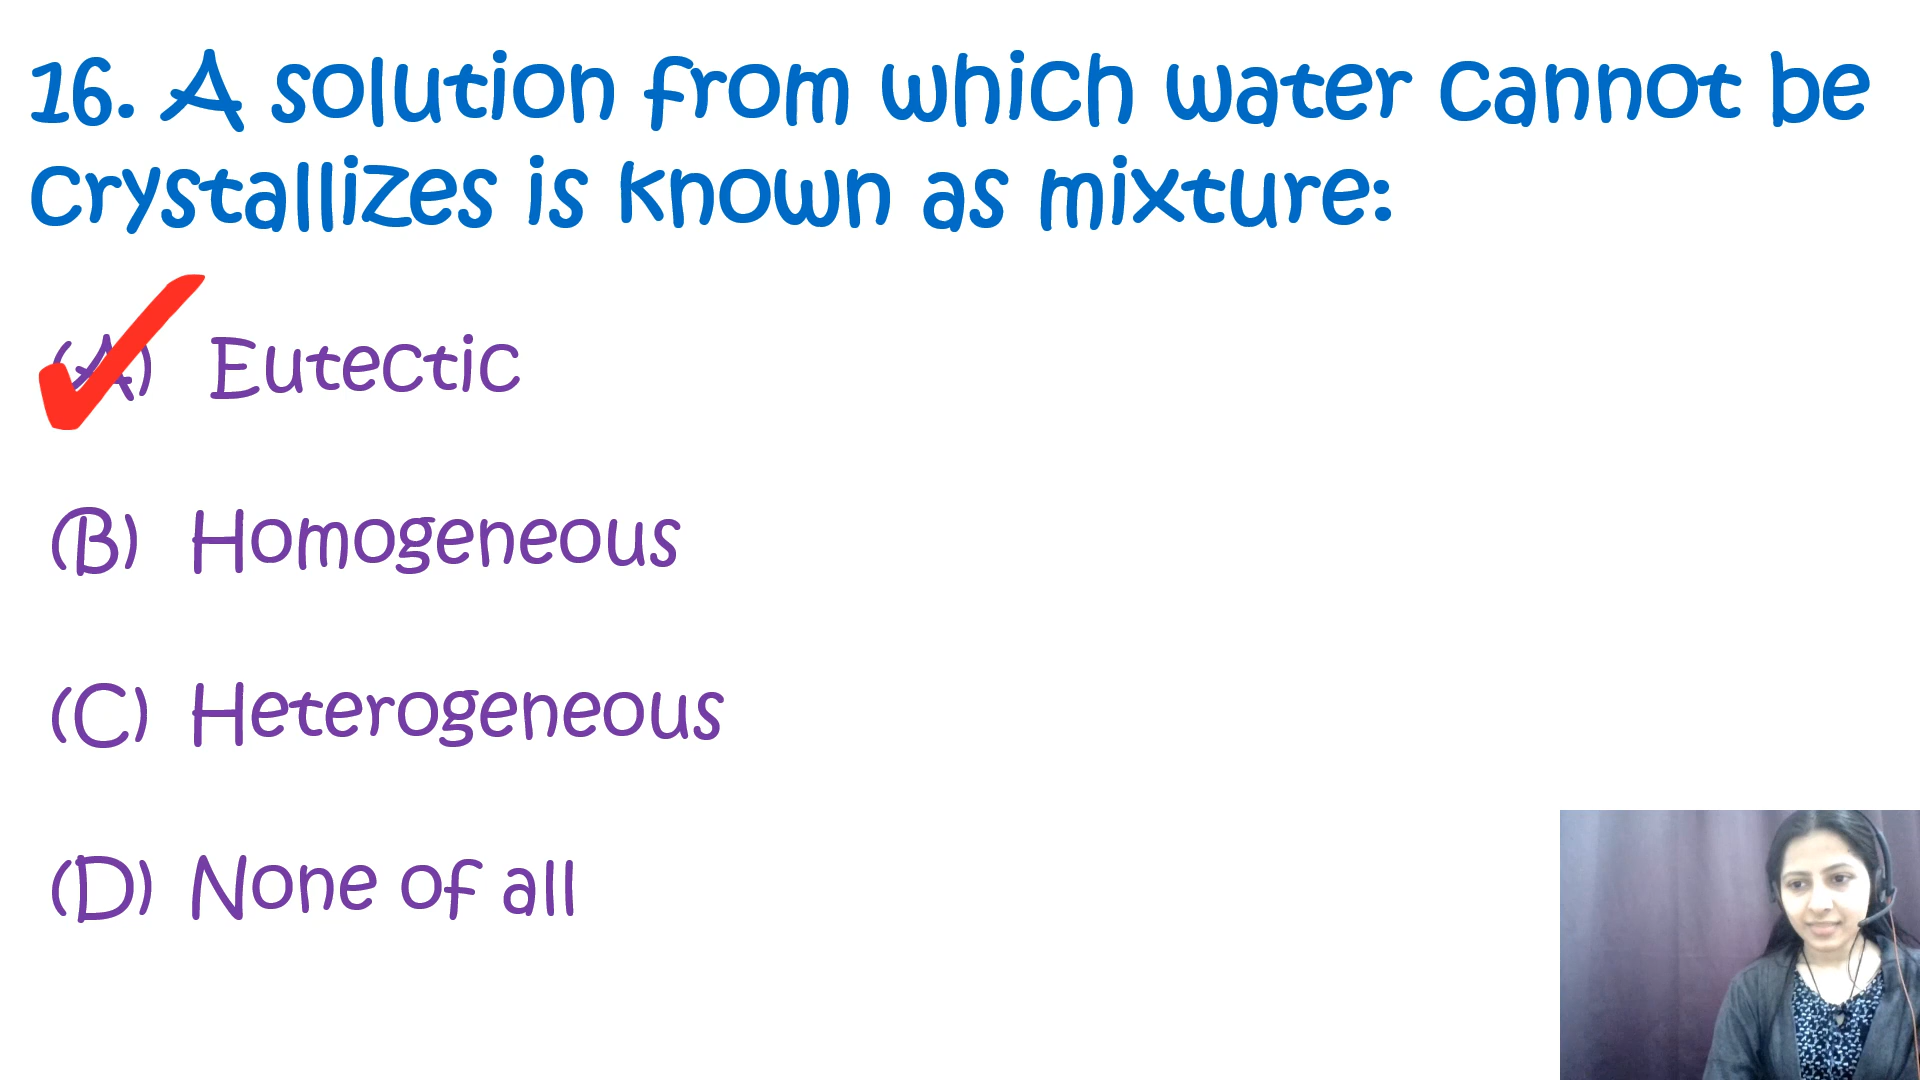 16. A solution from which water cannot be
crystallizes is known as mixture:
(A) Eutectic
(B) Homogeneous
(C) Heterogeneous
(D) None of all